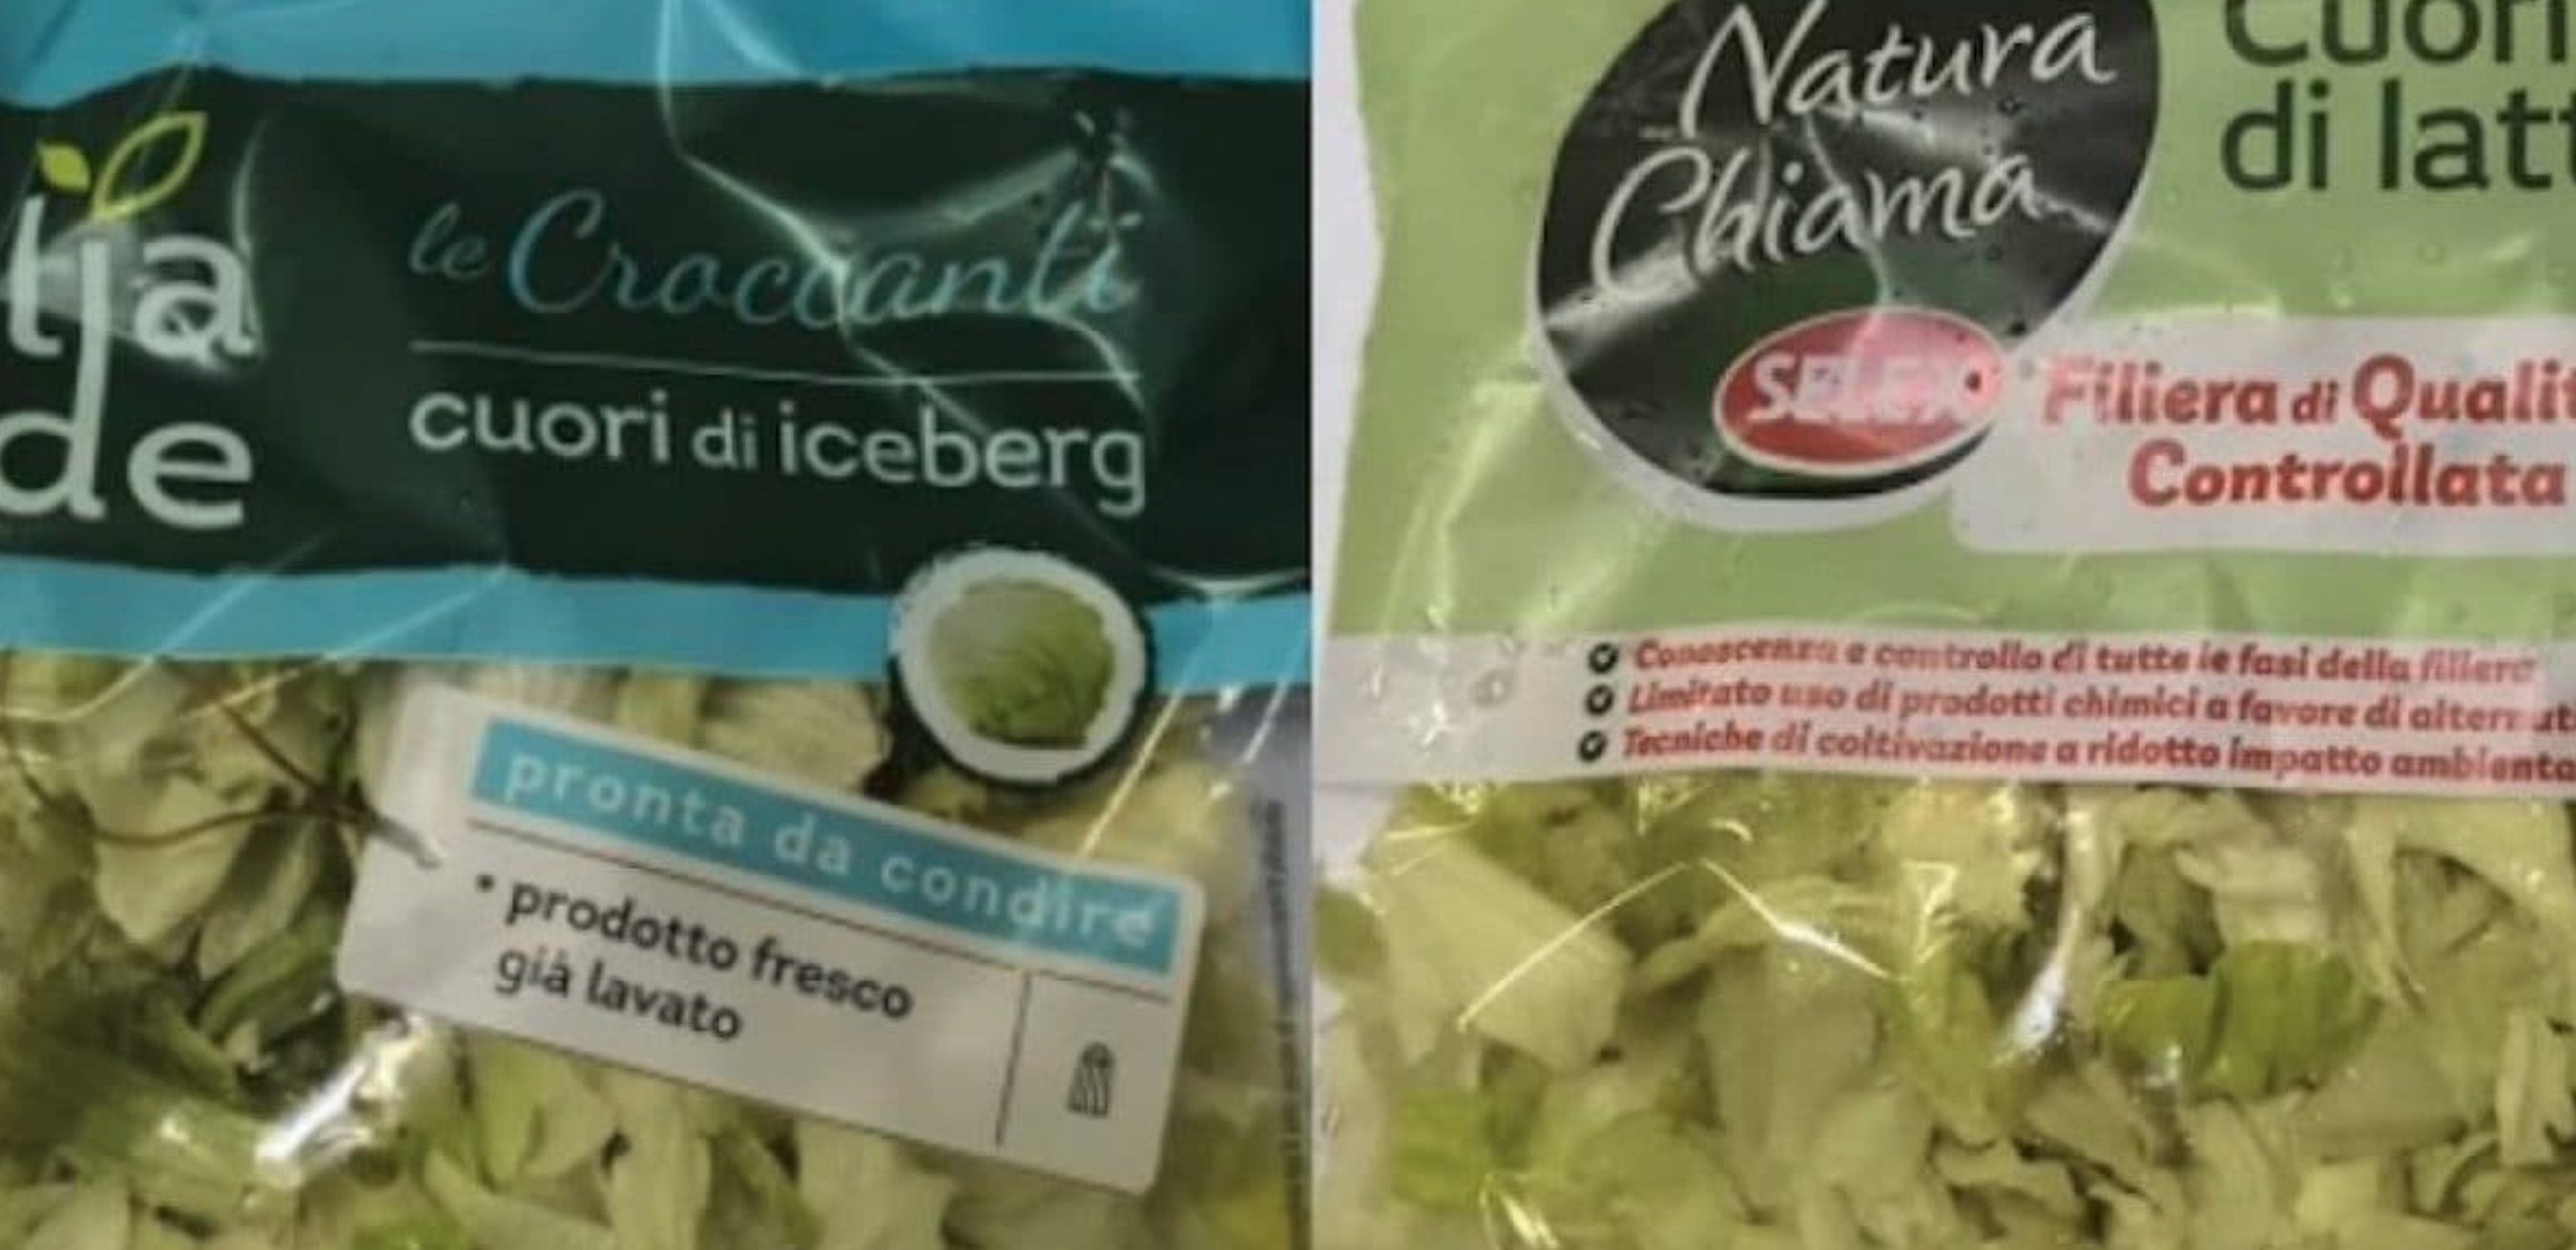 lia
de
le Croccanti
cuori di iceberg
pronta da condire
• prodotto fresco
già lavato
Natura
Chiama
SELEX
Cuori
di latt
Filiera di Qualit
Controllata
Conoscenza e controllo di tutte le fasi della filiera
Limitato uso di prodotti chimici a favore di
Tecniche di coltivazione a ridotto impatto ambienta